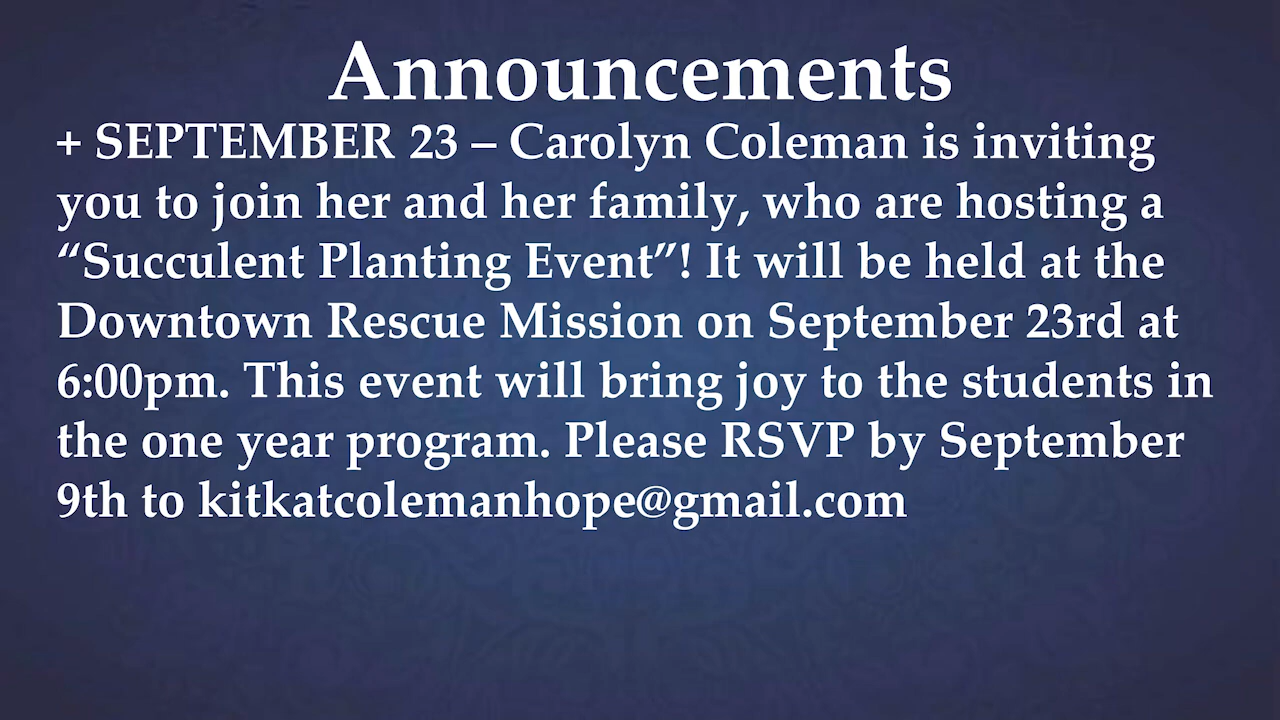 Announcements
+ SEPTEMBER 23 – Carolyn Coleman is inviting
you to join her and her family, who are hosting a
“Succulent Planting Event”! It will be held at the
Downtown Rescue Mission on September 23rd at
6:00pm. This event will bring joy to the students in
the one year program. Please RSVP by September
9th to kitkatcolemanhope@gmail.com